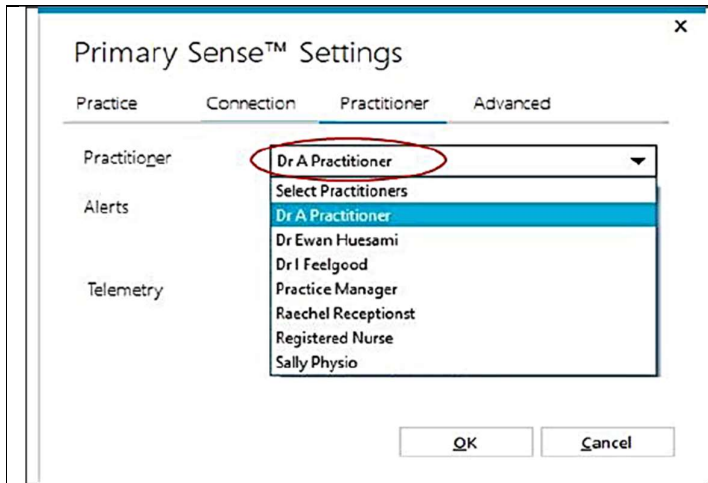 x
Primary Sense™ Settings
Practice Connection Practitioner Advanced
Practitioner Dr A Practitioner
Select Practitioners
Alerts
Dr A Practitioner
Dr Ewan Huesami
Dr I Feelgood
Telemetry Practice Manager
Raechel Receptionst
Registered Nurse
Sally Physio
OK Cancel